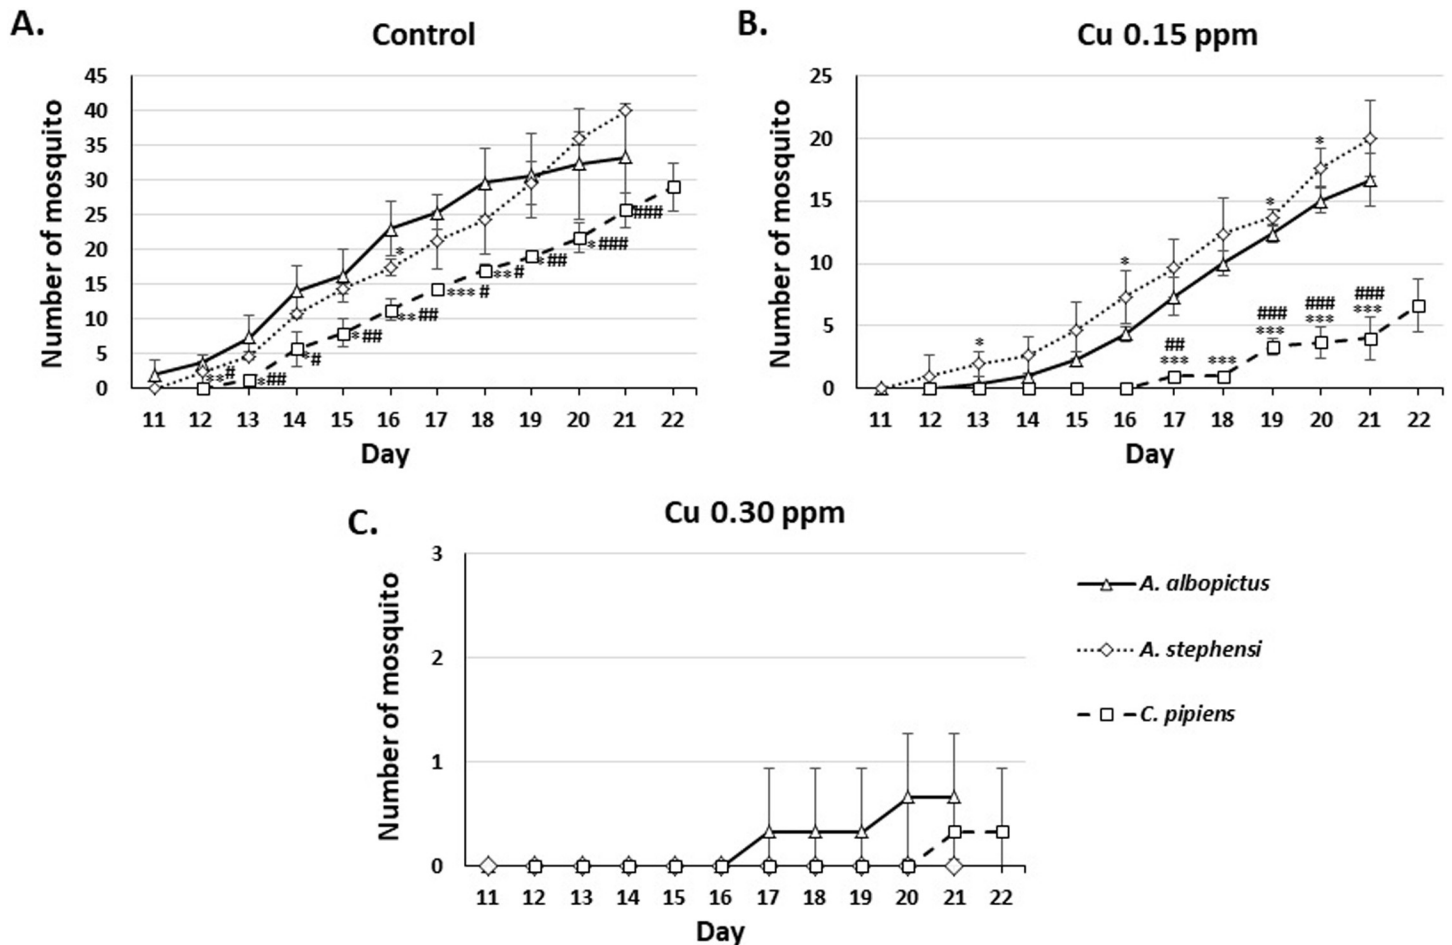 A.
Control
45
40
35
30
25
20
15
10
5
0
Number of mosquito
**#
*##
*#
*##
*
**##
***#
**#
*##
*###
###
11 12 13 14 15 16 17 18 19 20 21 22
Day
B.
Cu 0.15 ppm
25
20
15
10
5
0
Number of mosquito
*
*
*
*
##
***
***
###
***
###
***
###
***
11 12 13 14 15 16 17 18 19 20 21 22
Day
C.
Cu 0.30 ppm
3
2
1
0
Number of mosquito
11 12 13 14 15 16 17 18 19 20 21 22
Day
A. albopictus
A. stephensi
C. pipiens